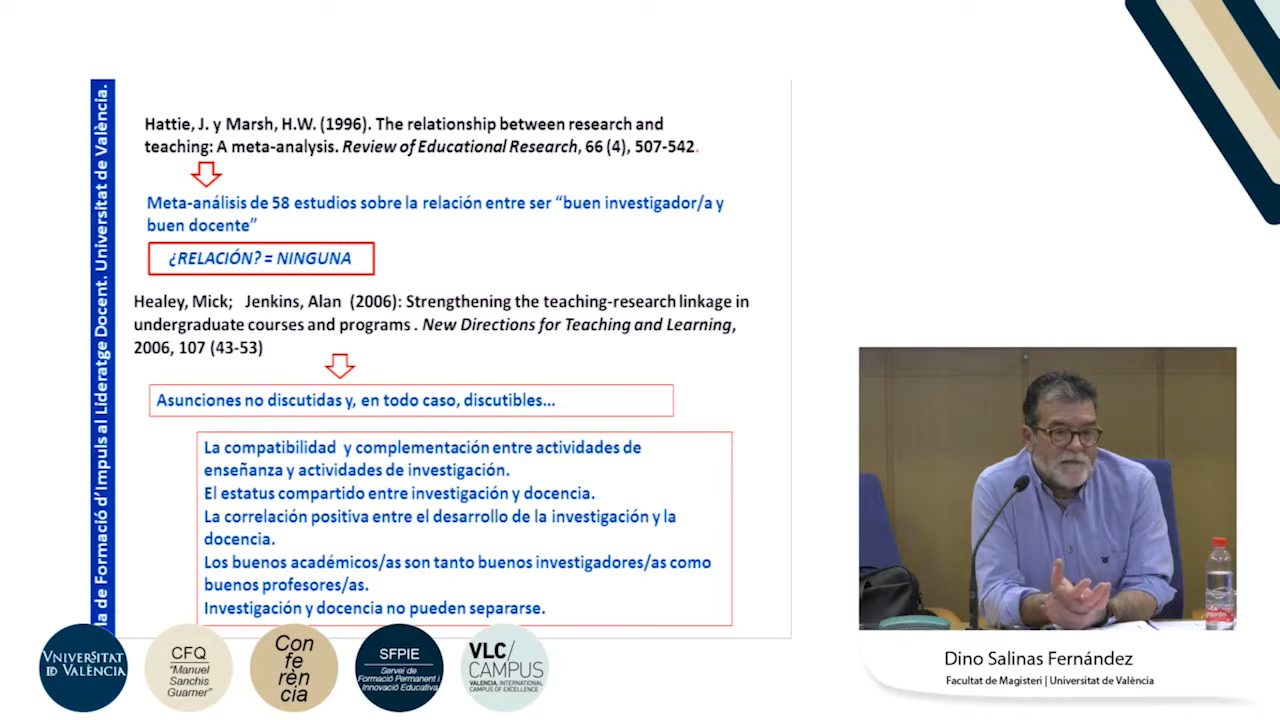 Hattie, J. y Marsh, H.W. (1996). The relationship between research and
teaching: A meta-analysis. Review of Educational Research, 66 (4), 507-542.
Meta-análisis de 58 estudios sobre la relación entre ser “buen investigador/a y
buen docente”
¿RELACIÓN? = NINGUNA
Healey, Mick; Jenkins, Alan (2006): Strengthening the teaching-research linkage in
undergraduate courses and programs . New Directions for Teaching and Learning,
2006, 107 (43-53)
Asunciones no discutidas y, en todo caso, discutibles...
La compatibilidad y complementación entre actividades de
enseñanza y actividades de investigación.
El estatus compartido entre investigación y docencia.
La correlación positiva entre el desarrollo de la investigación y la
docencia.
Los buenos académicos/as son tanto buenos investigadores/as como
buenos profesores/as.
Investigación y docencia no pueden separarse.
la de Formació d'Impuls al Lideratge Docent. Universitat de València.
VNIVERSITAT
ID VALÈNCIA
CFQ
“Manuel
Sanchis
Guarner”
Con
fe
rèn
cia
SFPIE
Servei de
Formació Permanent i
Innovació Educativa
VLC/
CAMPUS
VALENCIA, INTERNATIONAL
CAMPUS OF EXCELLENCE
Dino Salinas Fernández
Facultat de Magisteri | Universitat de València